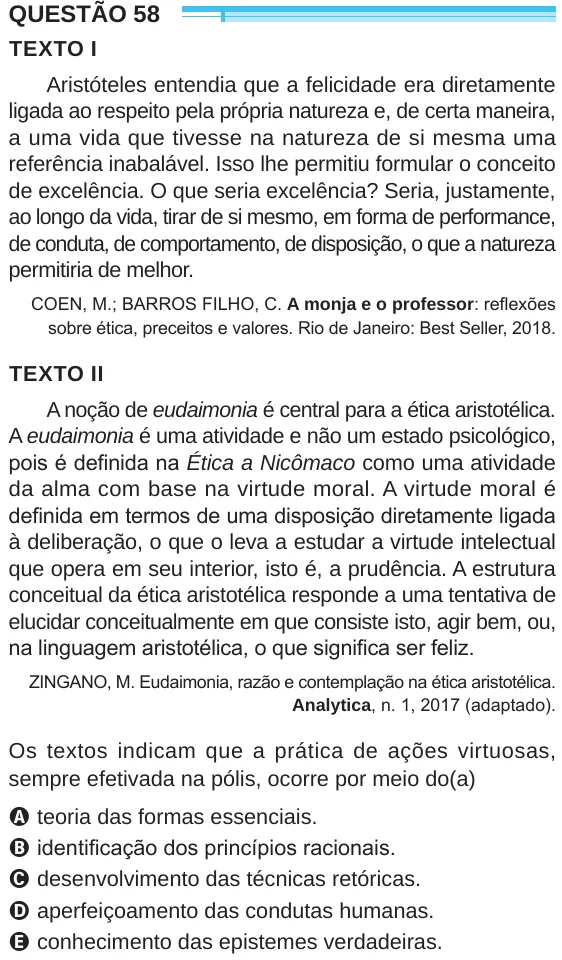 QUESTÃO 58
TEXTO I
Aristóteles entendia que a felicidade era diretamente
ligada ao respeito pela própria natureza e, de certa maneira,
a uma vida que tivesse na natureza de si mesma uma
referência inabalável. Isso lhe permitiu formular o conceito
de excelência. O que seria excelência? Seria, justamente,
ao longo da vida, tirar de si mesmo, em forma de performance,
de conduta, de comportamento, de disposição, o que a natureza
permitiria de melhor.
COEN, M.; BARROS FILHO, C. A monja e o professor: reflexões
sobre ética, preceitos e valores. Rio de Janeiro: Best Seller, 2018.
TEXTO II
A noção de eudaimonia é central para a ética aristotélica.
A eudaimonia é uma atividade e não um estado psicológico,
pois é definida na Ética a Nicômaco como uma atividade
da alma com base na virtude moral. A virtude moral é
definida em termos de uma disposição diretamente ligada
à deliberação, o que o leva a estudar a virtude intelectual
que opera em seu interior, isto é, a prudência. A estrutura
conceitual da ética aristotélica responde a uma tentativa de
elucidar conceitualmente em que consiste isto, agir bem, ou,
na linguagem aristotélica, o que significa ser feliz.
ZINGANO, M. Eudaimonia, razão e contemplação na ética aristotélica.
Analytica, n. 1, 2017 (adaptado).
Os textos indicam que a prática de ações virtuosas,
sempre efetivada na pólis, ocorre por meio do(a)
A teoria das formas essenciais.
B identificação dos princípios racionais.
C desenvolvimento das técnicas retóricas.
D aperfeiçoamento das condutas humanas.
E conhecimento das epistemes verdadeiras.